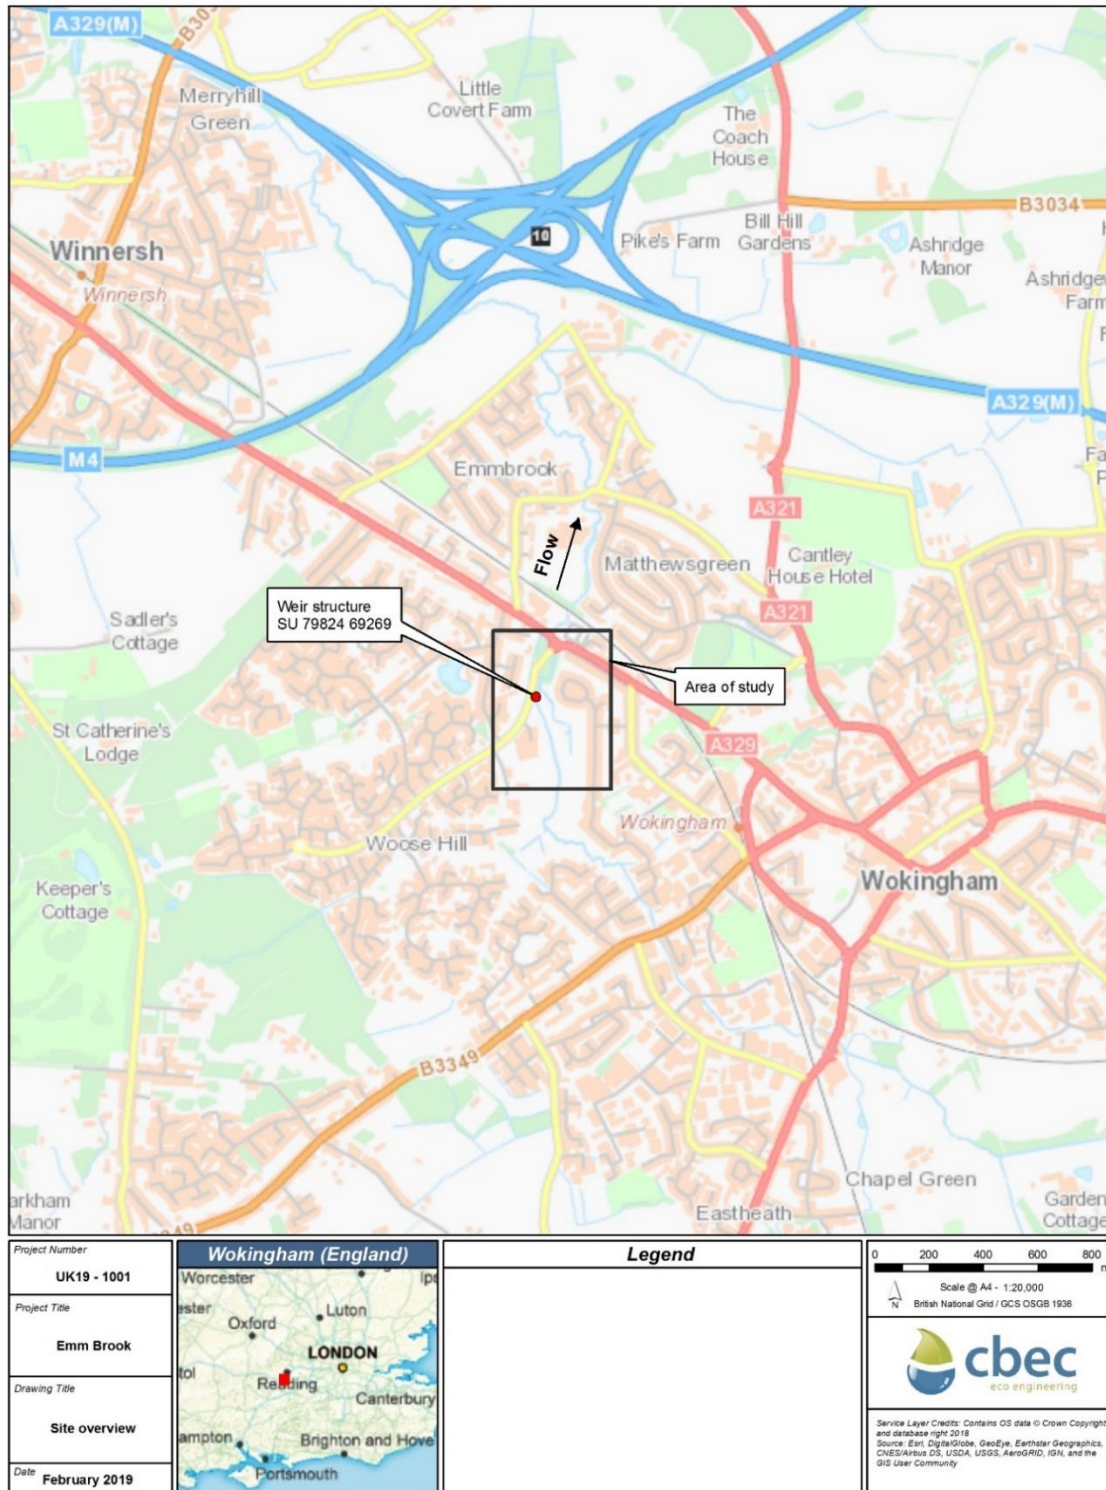 A329(M)
B303
Merryhill
Green
Little
Covert Farm
The
Coach
House
10
B3034
Winnersh
Winnersh
Pike's Farm
Bill Hill
Gardens
Ashridge
Manor
Farm
A329(M)
M4
Emmbrook
A321
Flow
Matthewsgreen
Cantley
House Hotel
A321
Weir structure
SU 79824 69269
Sadler's
Cottage
Area of study
St Catherine's
Lodge
A329
Wokingham
Woose Hill
Wokingham
Keeper's
Cottage
B3349
Chapel Green
Manor
Eastheath
Garden
Cottage
Project Number
UK19 - 1001
Project Title
Emm Brook
Drawing Title
Site overview
Date
February 2019
Wokingham (England)
Worcester
Luton
Oxford
LONDON
Reading
Canterbury
Brighton and Hove
Portsmouth
Legend
0 200 400 600 800
m
Scale @ A4 - 1:20,000
N
British National Grid / GCS OSGB 1936
cbec
eco engineering
Service Layer Credits: Contains OS data © Crown Copyright
and database right 2018
Source: Esri, DigitalGlobe, GeoEye, Earthstar Geographics,
CNES/Airbus DS, USDA, USGS, AeroGRID, IGN, and the
GIS User Community